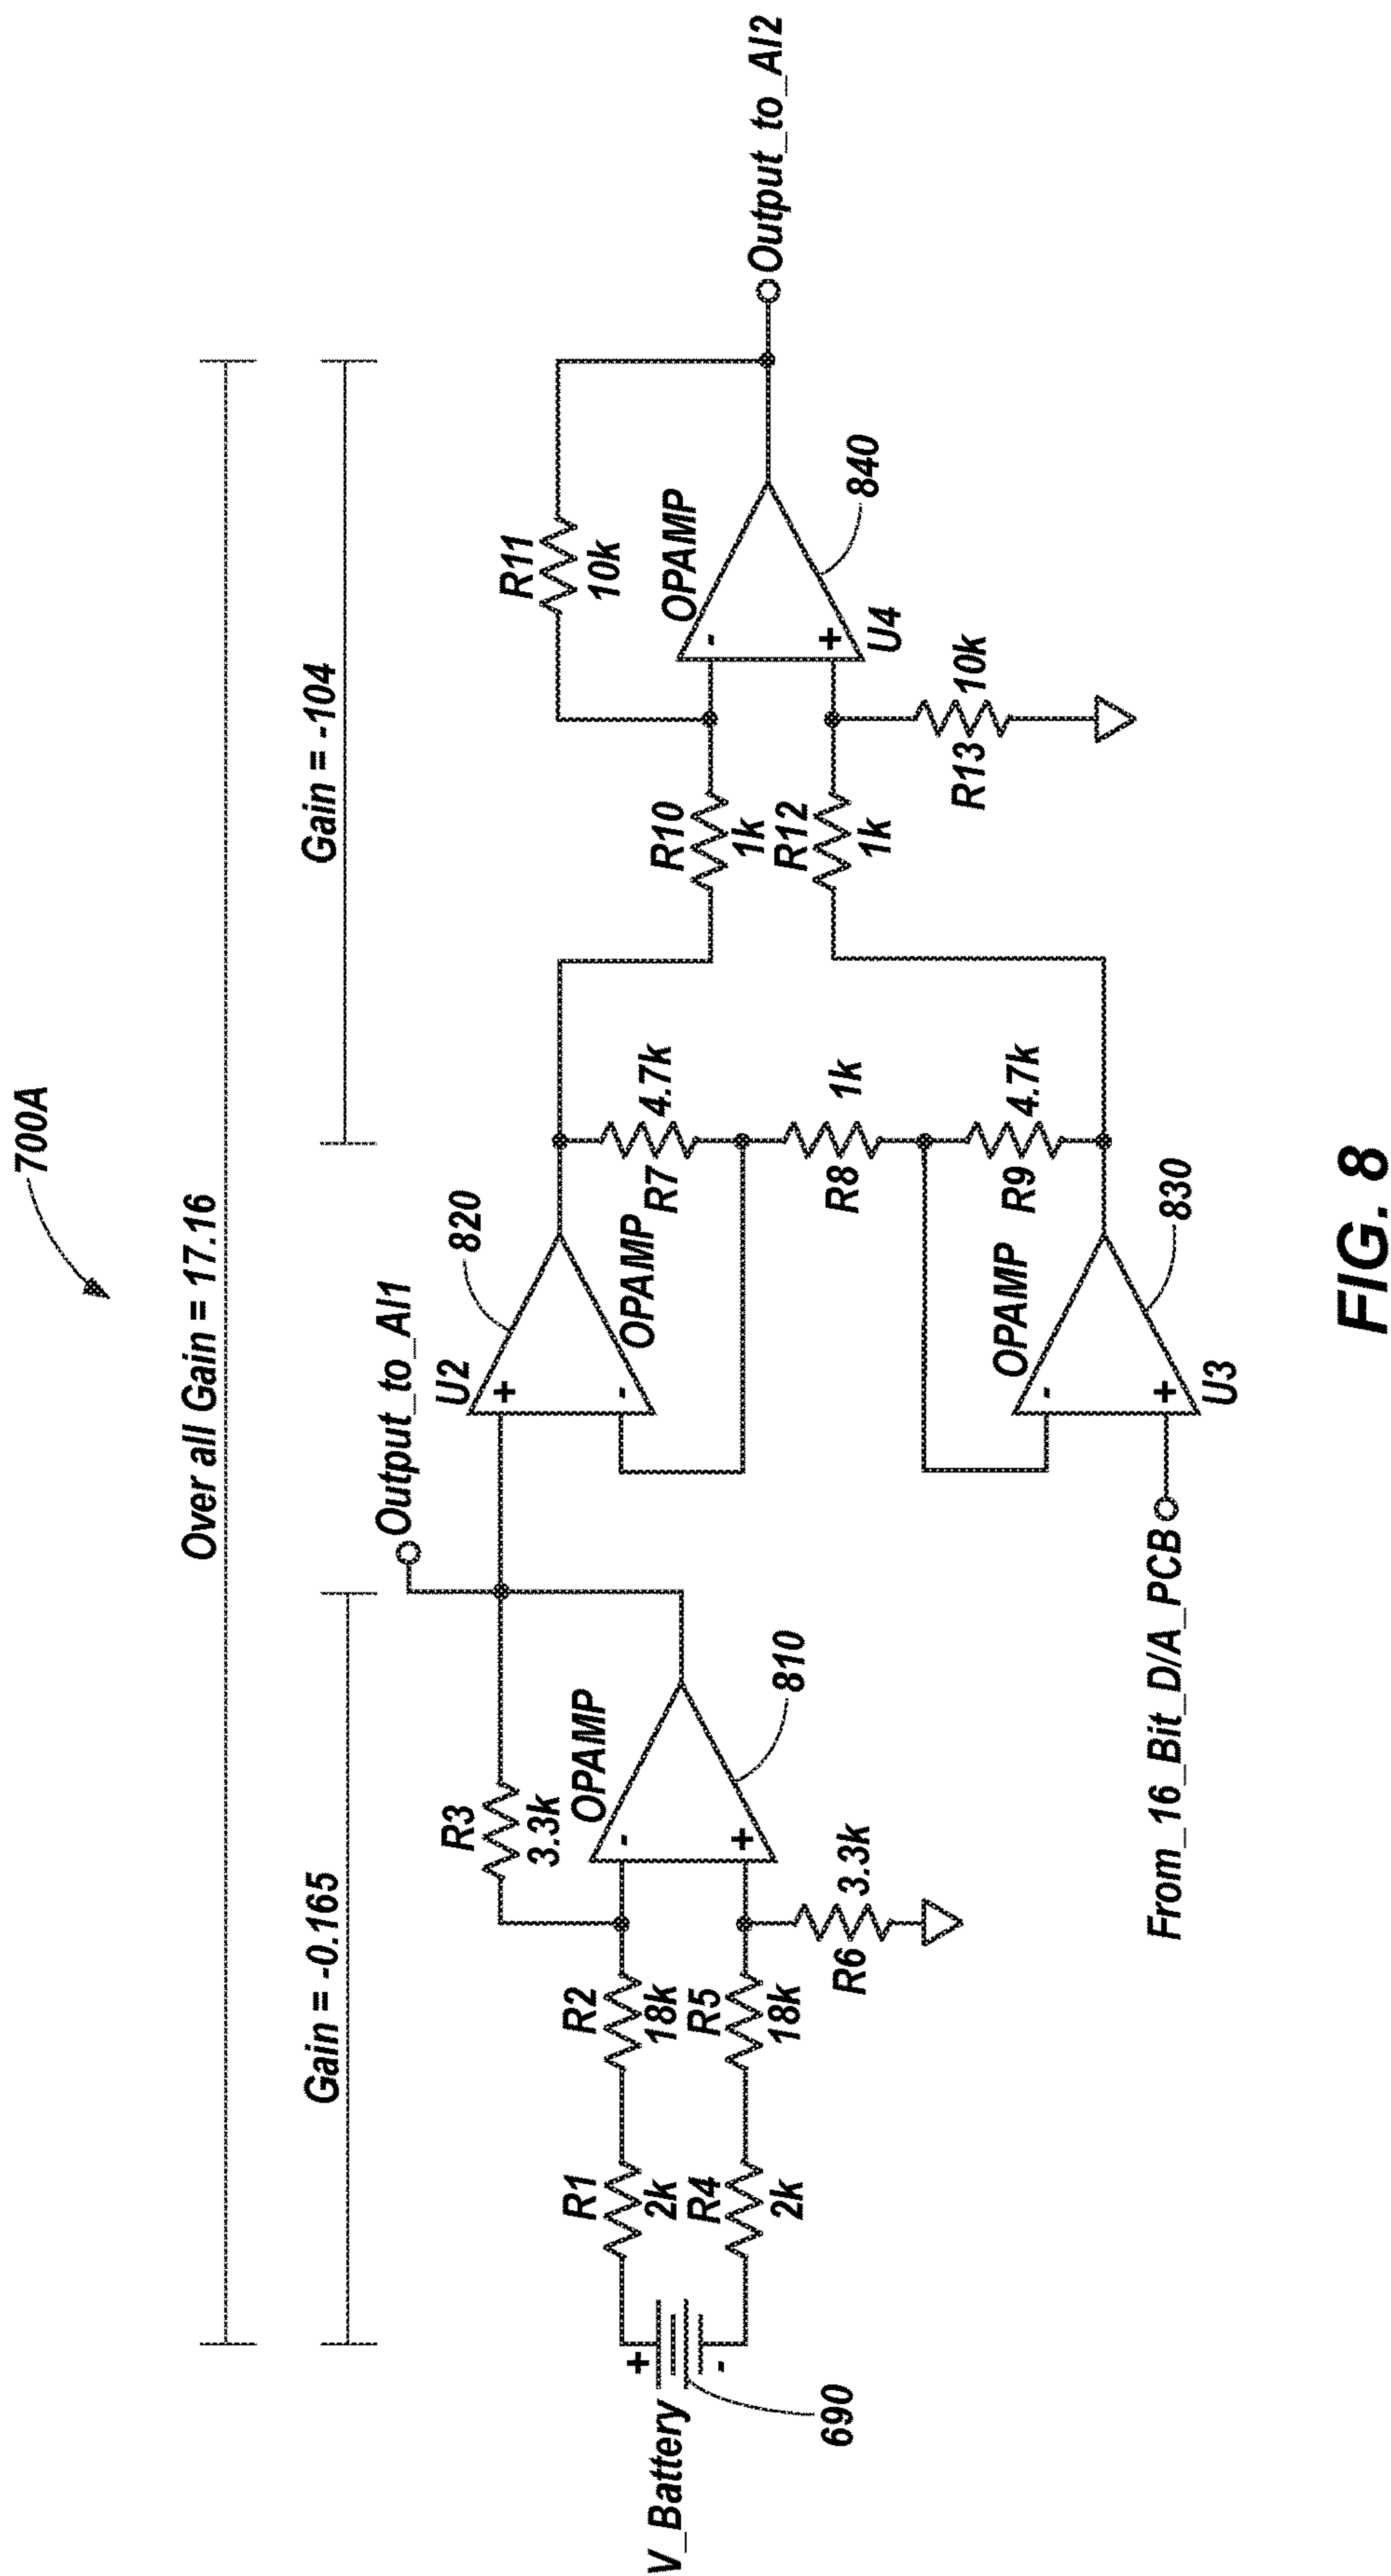 700A
Over all Gain = 17.16
Gain = -0.165
Gain = -104
Output_to_AI1
R3
3.3k
OPAMP
-
+
810
R1
2k
R2
18k
R4
2k
R5
18k
R6
3.3k
V_Battery
+
-
690
U2
+
-
820
OPAMP
R7
4.7k
R8
1k
R9
4.7k
OPAMP
-
+
U3
830
From_16_Bit_D/A_PCB
R10
1k
R12
1k
R11
10k
OPAMP
-
+
U4
840
R13
10k
Output_to_AI2
FIG. 8